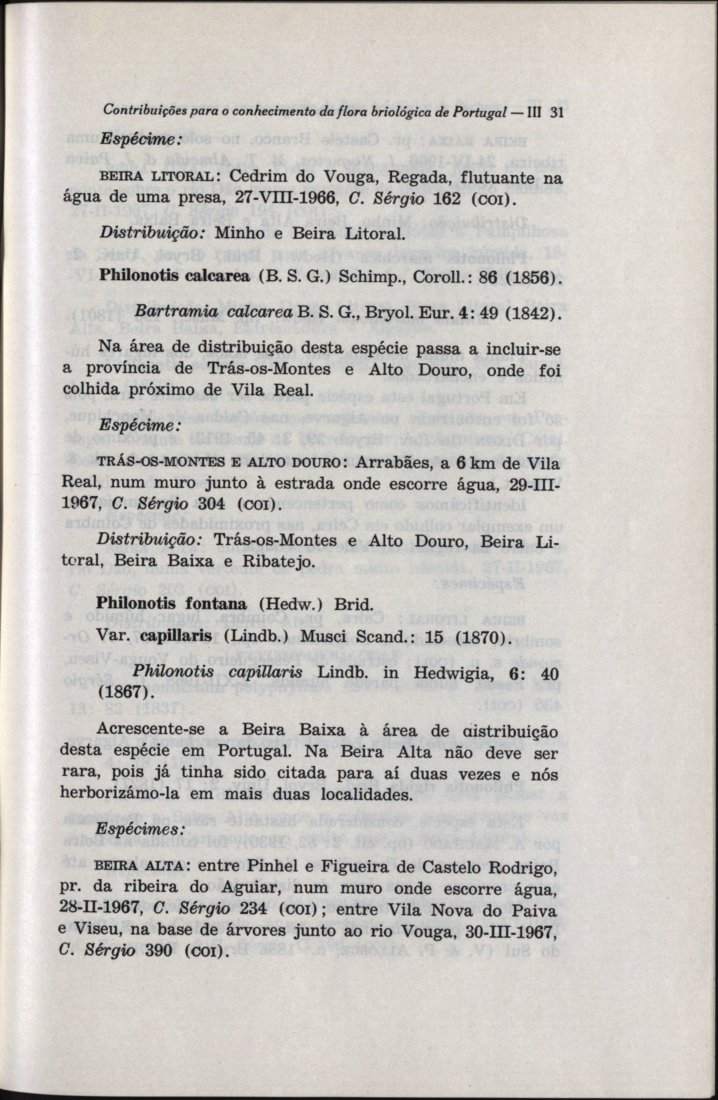 Contribuições para o conhecimento da flora briológica de Portugal — III 31
Espécime:
BEIRA LITORAL: Cedrim do Vouga, Regada, flutuante na
água de uma presa, 27-VIII-1966, C. Sérgio 162 (COI).
Distribuição: Minho e Beira Litoral.
Philonotis calcarea (B. S. G.) Schimp., Coroll.: 86 (1856).
Bartramia calcarea B. S. G., Bryol. Eur. 4: 49 (1842).
Na área de distribuição desta espécie passa a incluir-se
a província de Trás-os-Montes e Alto Douro, onde foi
colhida próximo de Vila Real.
Espécime:
TRÁS-OS-MONTES E ALTO DOURO: Arrabães, a 6 km de Vila
Real, num muro junto à estrada onde escorre água, 29-III-
1967, C. Sérgio 304 (COI).
Distribuição: Trás-os-Montes e Alto Douro, Beira Li-
toral, Beira Baixa e Ribatejo.
Philonotis fontana (Hedw.) Brid.
Var. capillaris (Lindb.) Musci Scand.: 15 (1870).
Philonotis capillaris Lindb. in Hedwigia, 6: 40
(1867).
Acrescente-se a Beira Baixa à área de distribuição
desta espécie em Portugal. Na Beira Alta não deve ser
rara, pois já tinha sido citada para aí duas vezes e nós
herborizámo-la em mais duas localidades.
Espécimes:
BEIRA ALTA: entre Pinhel e Figueira de Castelo Rodrigo,
pr. da ribeira do Aguiar, num muro onde escorre água,
28-II-1967, C. Sérgio 234 (COI); entre Vila Nova do Paiva
e Viseu, na base de árvores junto ao rio Vouga, 30-III-1967,
C. Sérgio 390 (COI).